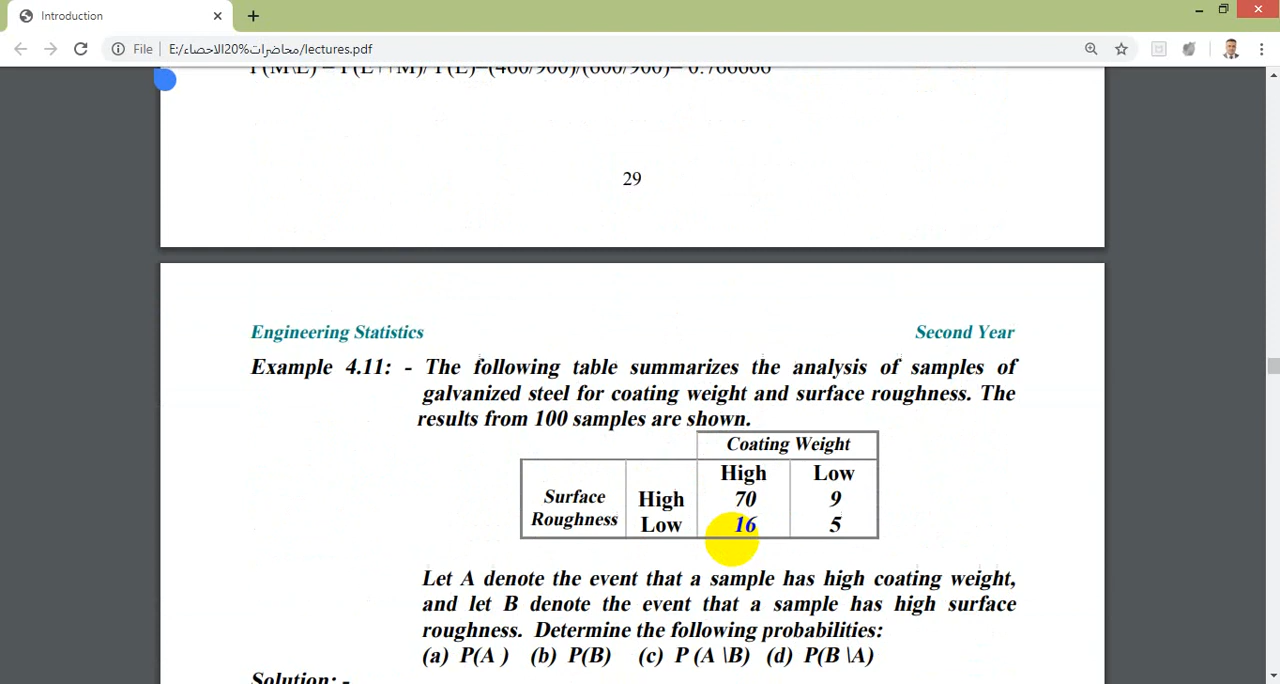 Introduction
File
E:/محاضرات%20الاحصاء/lectures.pdf
29
Engineering Statistics Second Year
Example 4.11: - The following table summarizes the analysis of samples of
galvanized steel for coating weight and surface roughness. The
results from 100 samples are shown.
Coating Weight
High Low
Surface High 70 9
Roughness Low 16 5
Let A denote the event that a sample has high coating weight,
and let B denote the event that a sample has high surface
roughness. Determine the following probabilities:
(a) P(A ) (b) P(B) (c) P (A \B) (d) P(B \A)
Solution: -